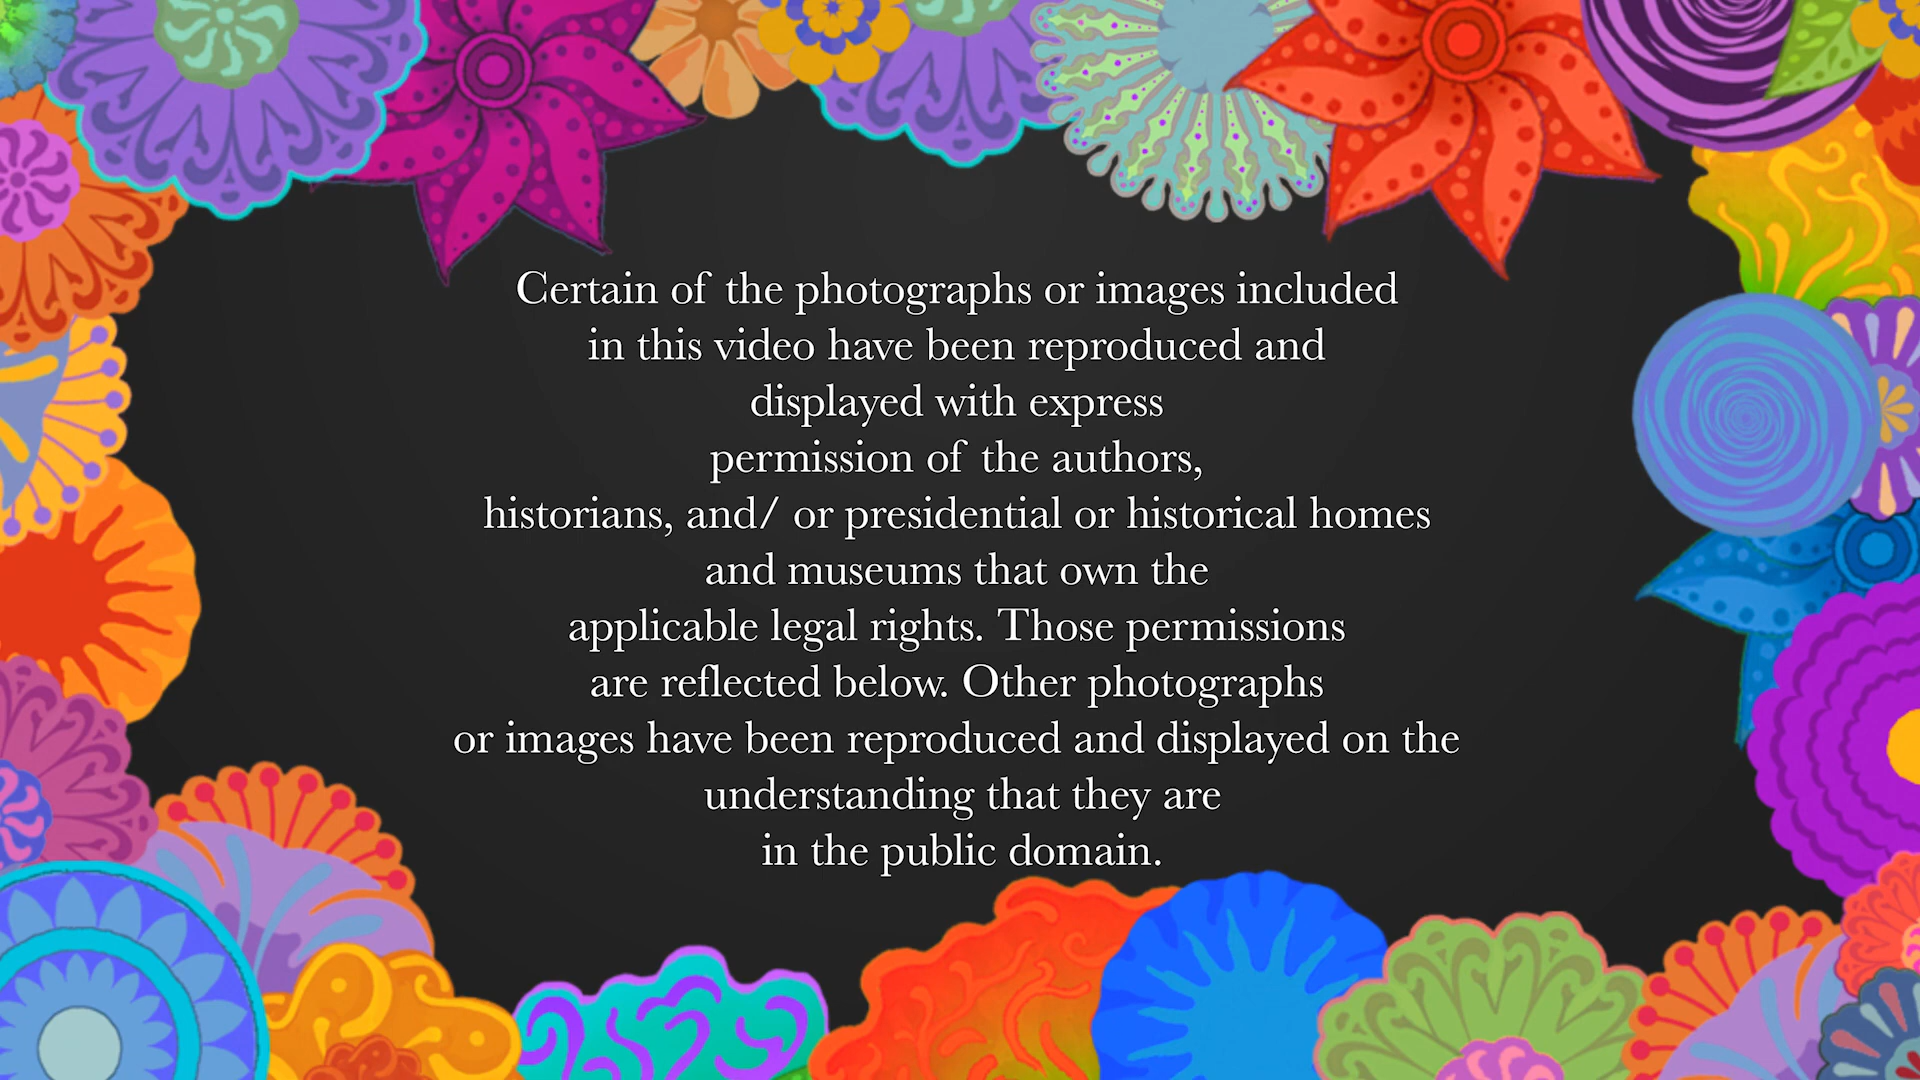 Certain of the photographs or images included
in this video have been reproduced and
displayed with express
permission of the authors,
historians, and/ or presidential or historical homes
and museums that own the
applicable legal rights. Those permissions
are reflected below. Other photographs
or images have been reproduced and displayed on the
understanding that they are
in the public domain.